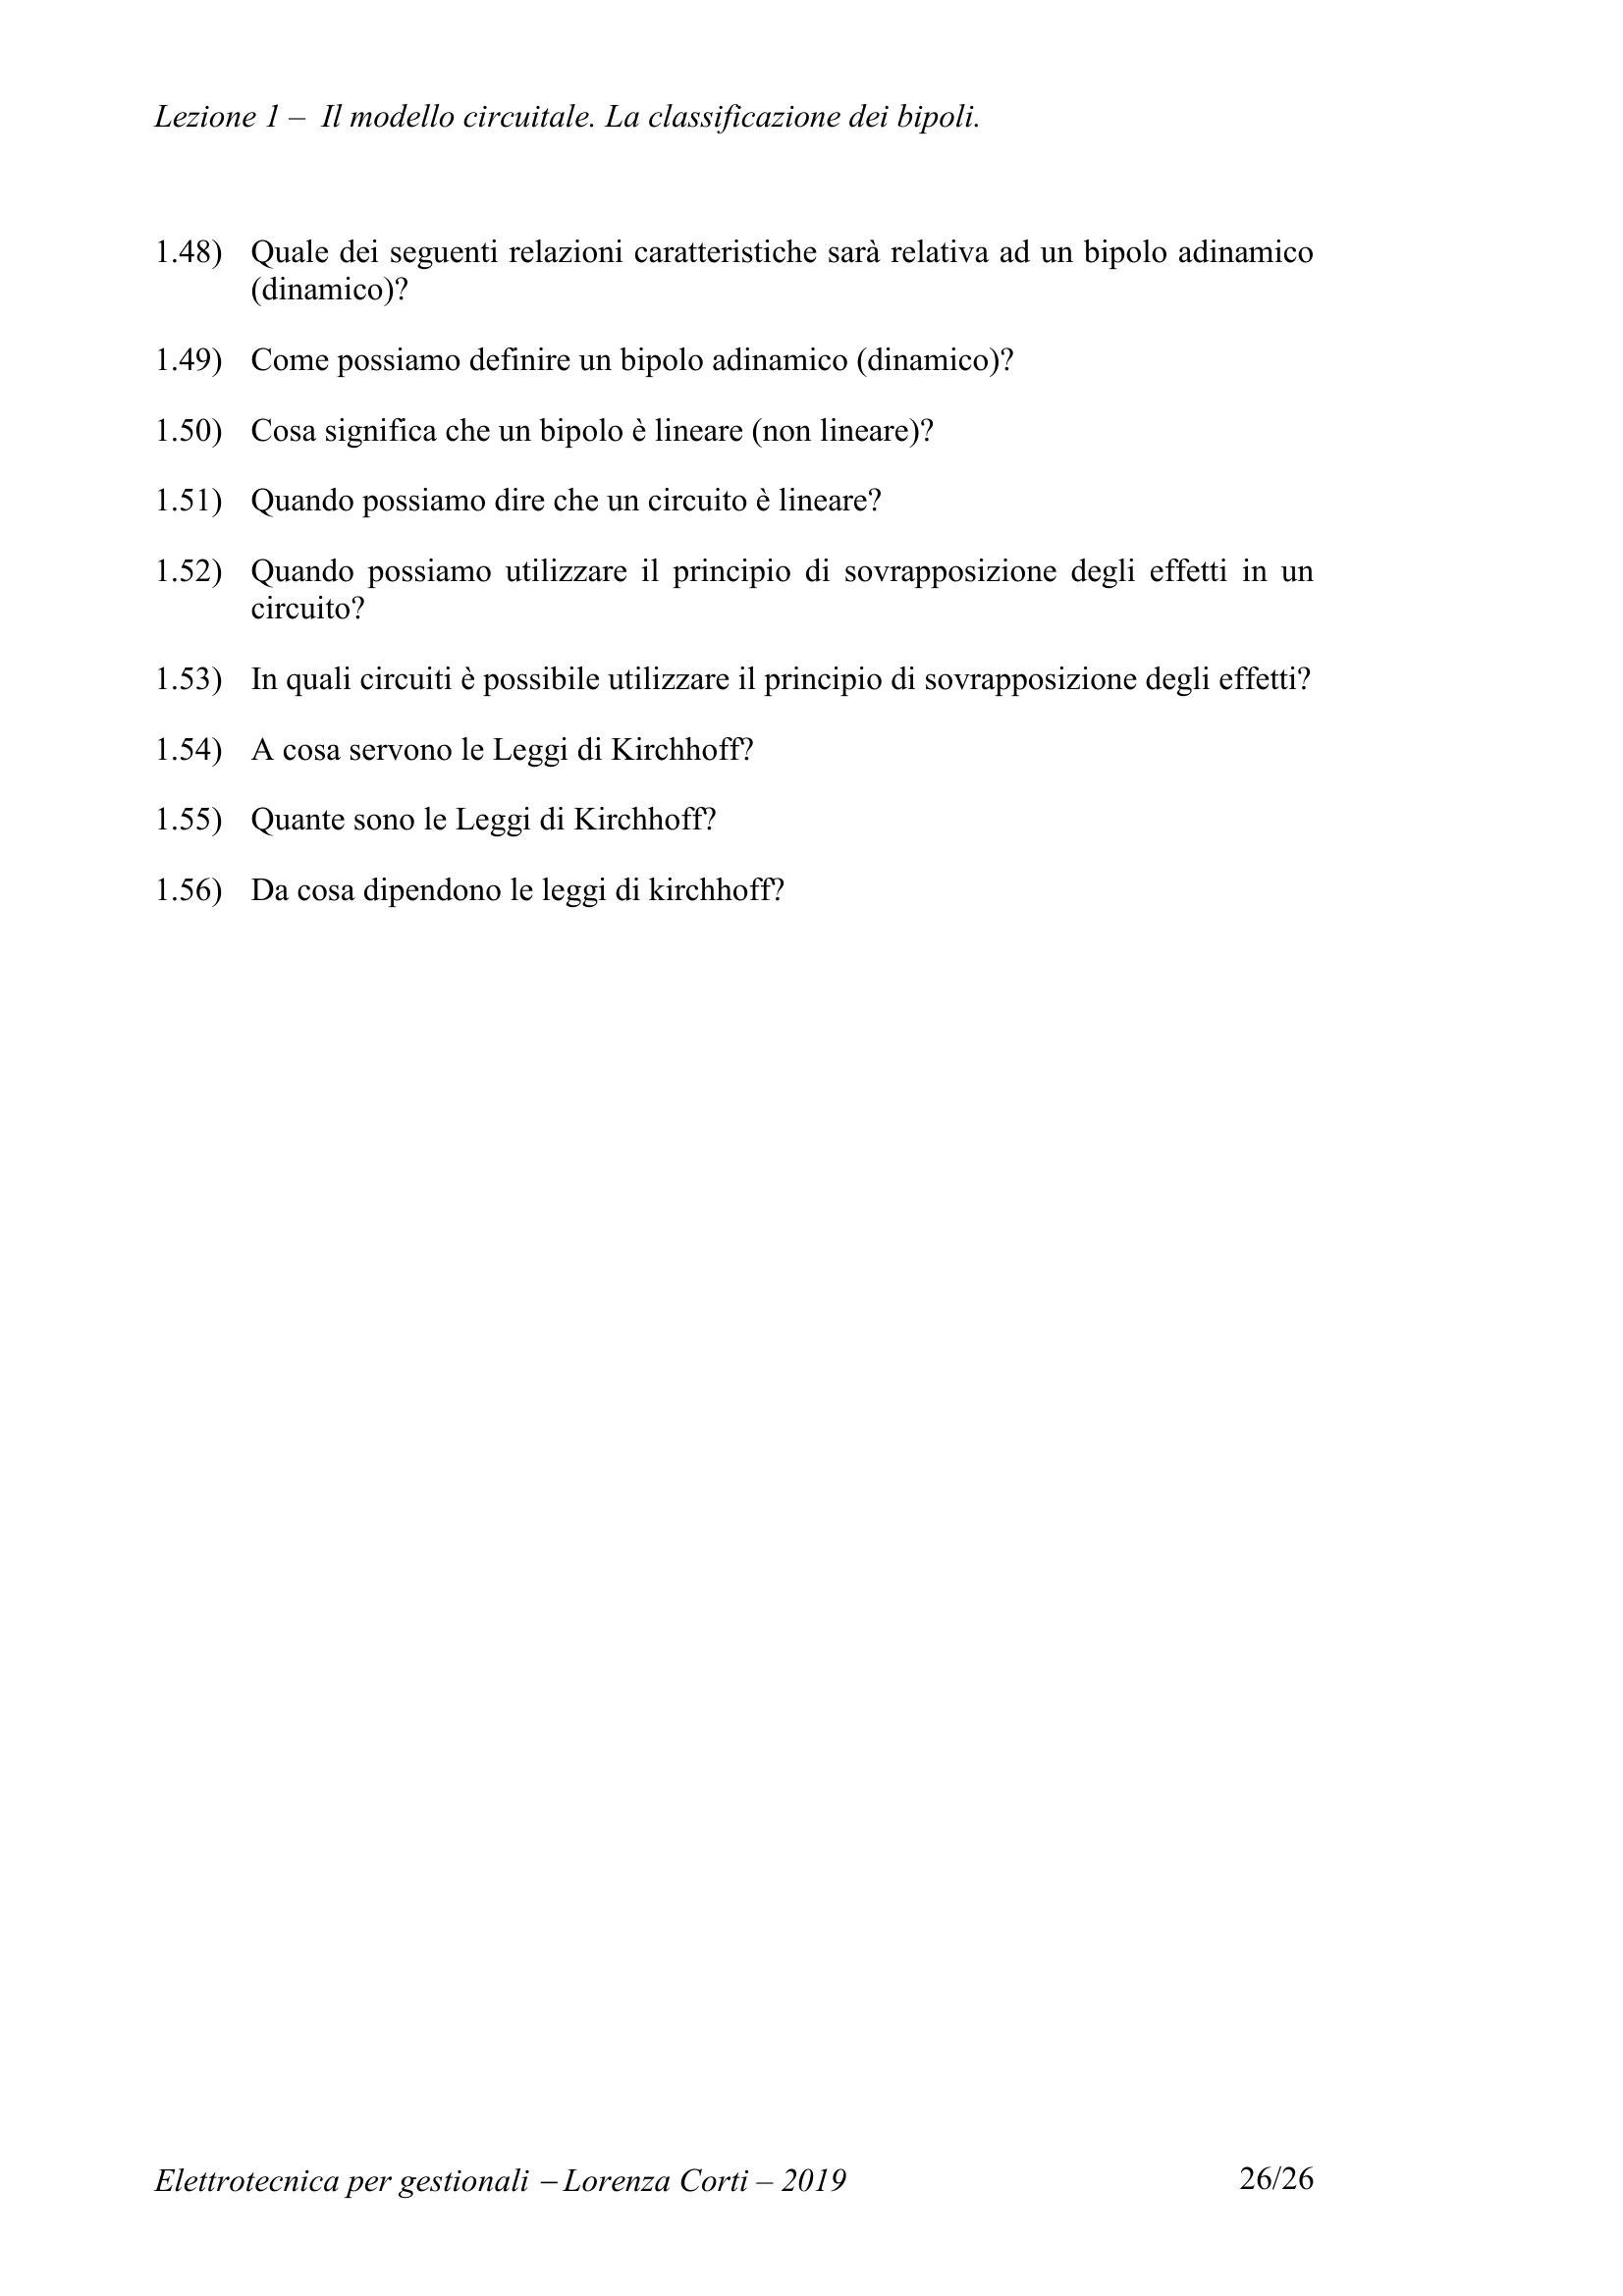 Lezione 1 – Il modello circuitale. La classificazione dei bipoli.
1.48) Quale dei seguenti relazioni caratteristiche sarà relativa ad un bipolo adinamico
(dinamico)?
1.49) Come possiamo definire un bipolo adinamico (dinamico)?
1.50) Cosa significa che un bipolo è lineare (non lineare)?
1.51) Quando possiamo dire che un circuito è lineare?
1.52) Quando possiamo utilizzare il principio di sovrapposizione degli effetti in un
circuito?
1.53) In quali circuiti è possibile utilizzare il principio di sovrapposizione degli effetti?
1.54) A cosa servono le Leggi di Kirchhoff?
1.55) Quante sono le Leggi di Kirchhoff?
1.56) Da cosa dipendono le leggi di kirchhoff?
Elettrotecnica per gestionali – Lorenza Corti – 2019 26/26